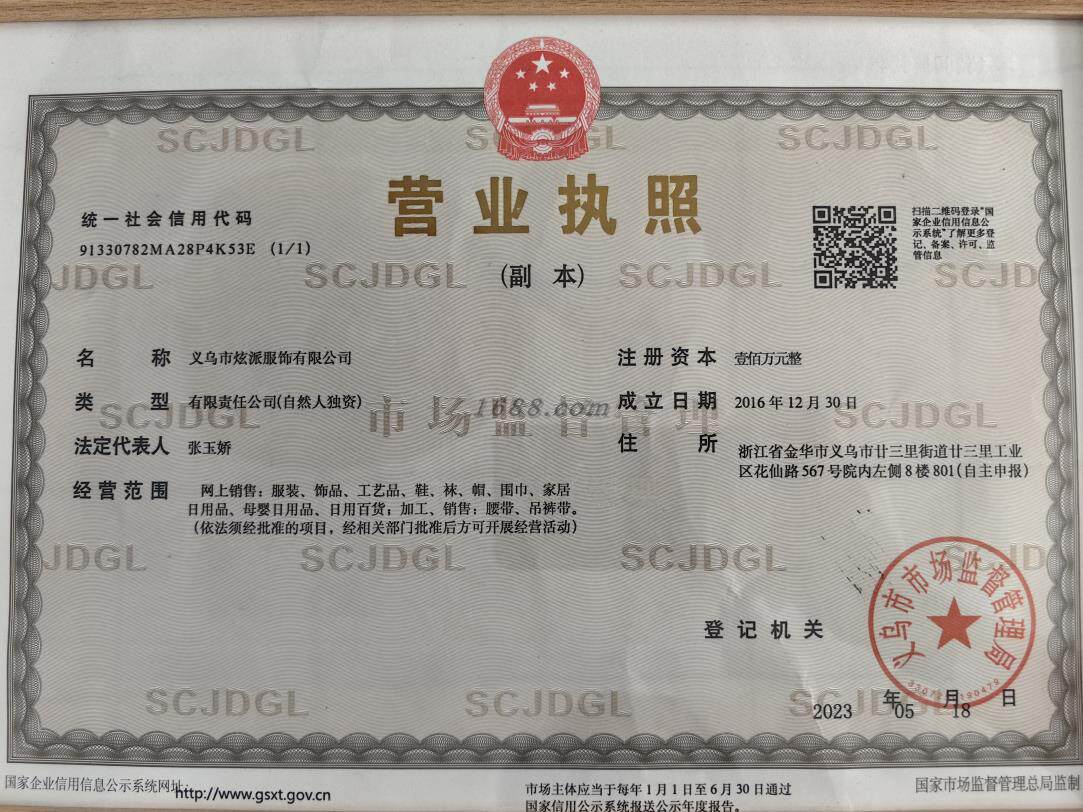 SCJDGL SCJDGL SCJDGL
营业执照
(副 本)
统一社会信用代码
91330782MA28P4K53E (1/1)
扫描二维码登录“国
家企业信用信息公
示系统”了解更多登
记、备案、许可、监
管信息
JDGL SCJDGL SCJDGL SCJD
名 称 义乌市炫派服饰有限公司
类 型 有限责任公司(自然人独资)
法定代表人 张玉娇
经营范围 网上销售：服装、饰品、工艺品、鞋、袜、帽、围巾、家居
日用品、母婴日用品、日用百货；加工、销售：腰带、吊裤带。
(依法须经批准的项目，经相关部门批准后方可开展经营活动)
注册资本 壹佰万元整
成立日期 2016 年 12 月 30 日
住 所 浙江省金华市义乌市廿三里街道廿三里工业
区花仙路 567 号院内左侧 8 楼 801(自主申报)
SCJDGL 市场监督管理 SCJDGL
1688.com
JDGL SCJDGL SCJDGL SCJD
登记机关
义乌市市场监督管理局
2023 年 05 月 18 日
SCJDGL SCJDGL SCJDGL
国家企业信用信息公示系统网址:http://www.gsxt.gov.cn
市场主体应当于每年 1 月 1 日至 6 月 30 日通过
国家信用公示系统报送公示年度报告。
国家市场监督管理总局监制